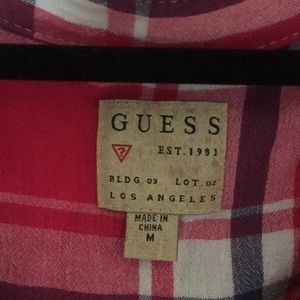 GUESS
? EST. 1981
BLDG 03 LOT. 02
LOS ANGELES
MADE IN
CHINA
M